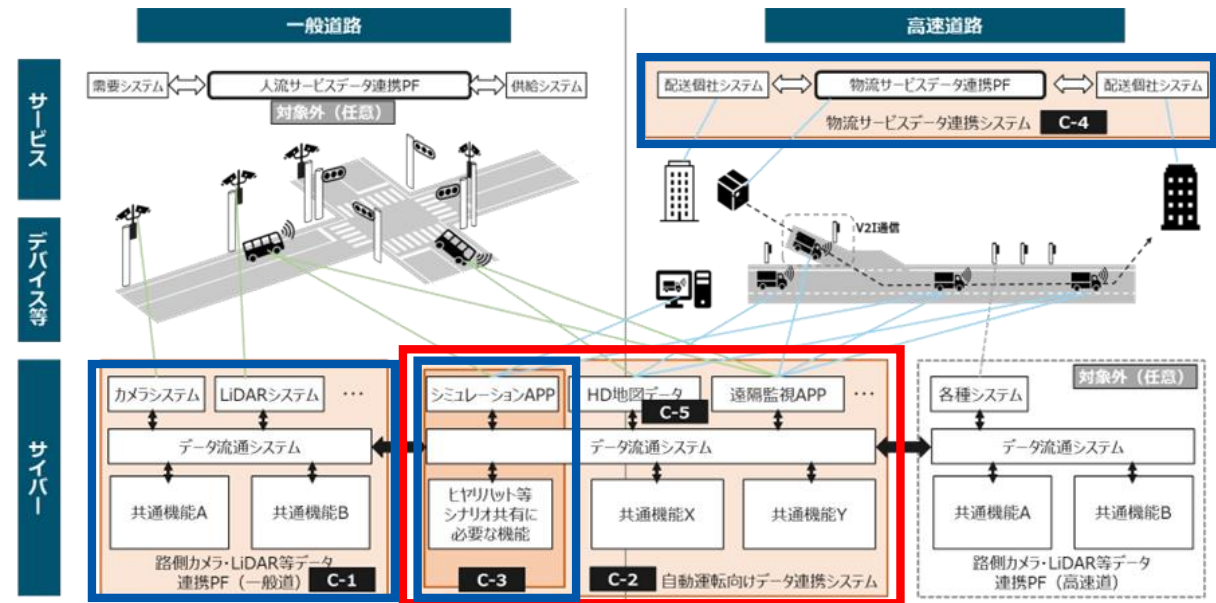 一般道路
高速道路
サービス
需要システム
人流サービスデータ連携PF
供給システム
対象外（任意）
配送個社システム
物流サービスデータ連携PF
配送個社システム
物流サービスデータ連携システム
C-4
デバイス等
V2I通信
サイバー
カメラシステム
LiDARシステム
…
データ流通システム
共通機能A
共通機能B
路側カメラ・LiDAR等データ
連携PF（一般道）
C-1
シミュレーションAPP
HD地図データ
C-5
遠隔監視APP
…
データ流通システム
ヒヤリハット等
シナリオ共有に
必要な機能
共通機能X
共通機能Y
C-3
C-2
自動運転向けデータ連携システム
対象外（任意）
各種システム
データ流通システム
共通機能A
共通機能B
路側カメラ・LiDAR等データ
連携PF（高速道）